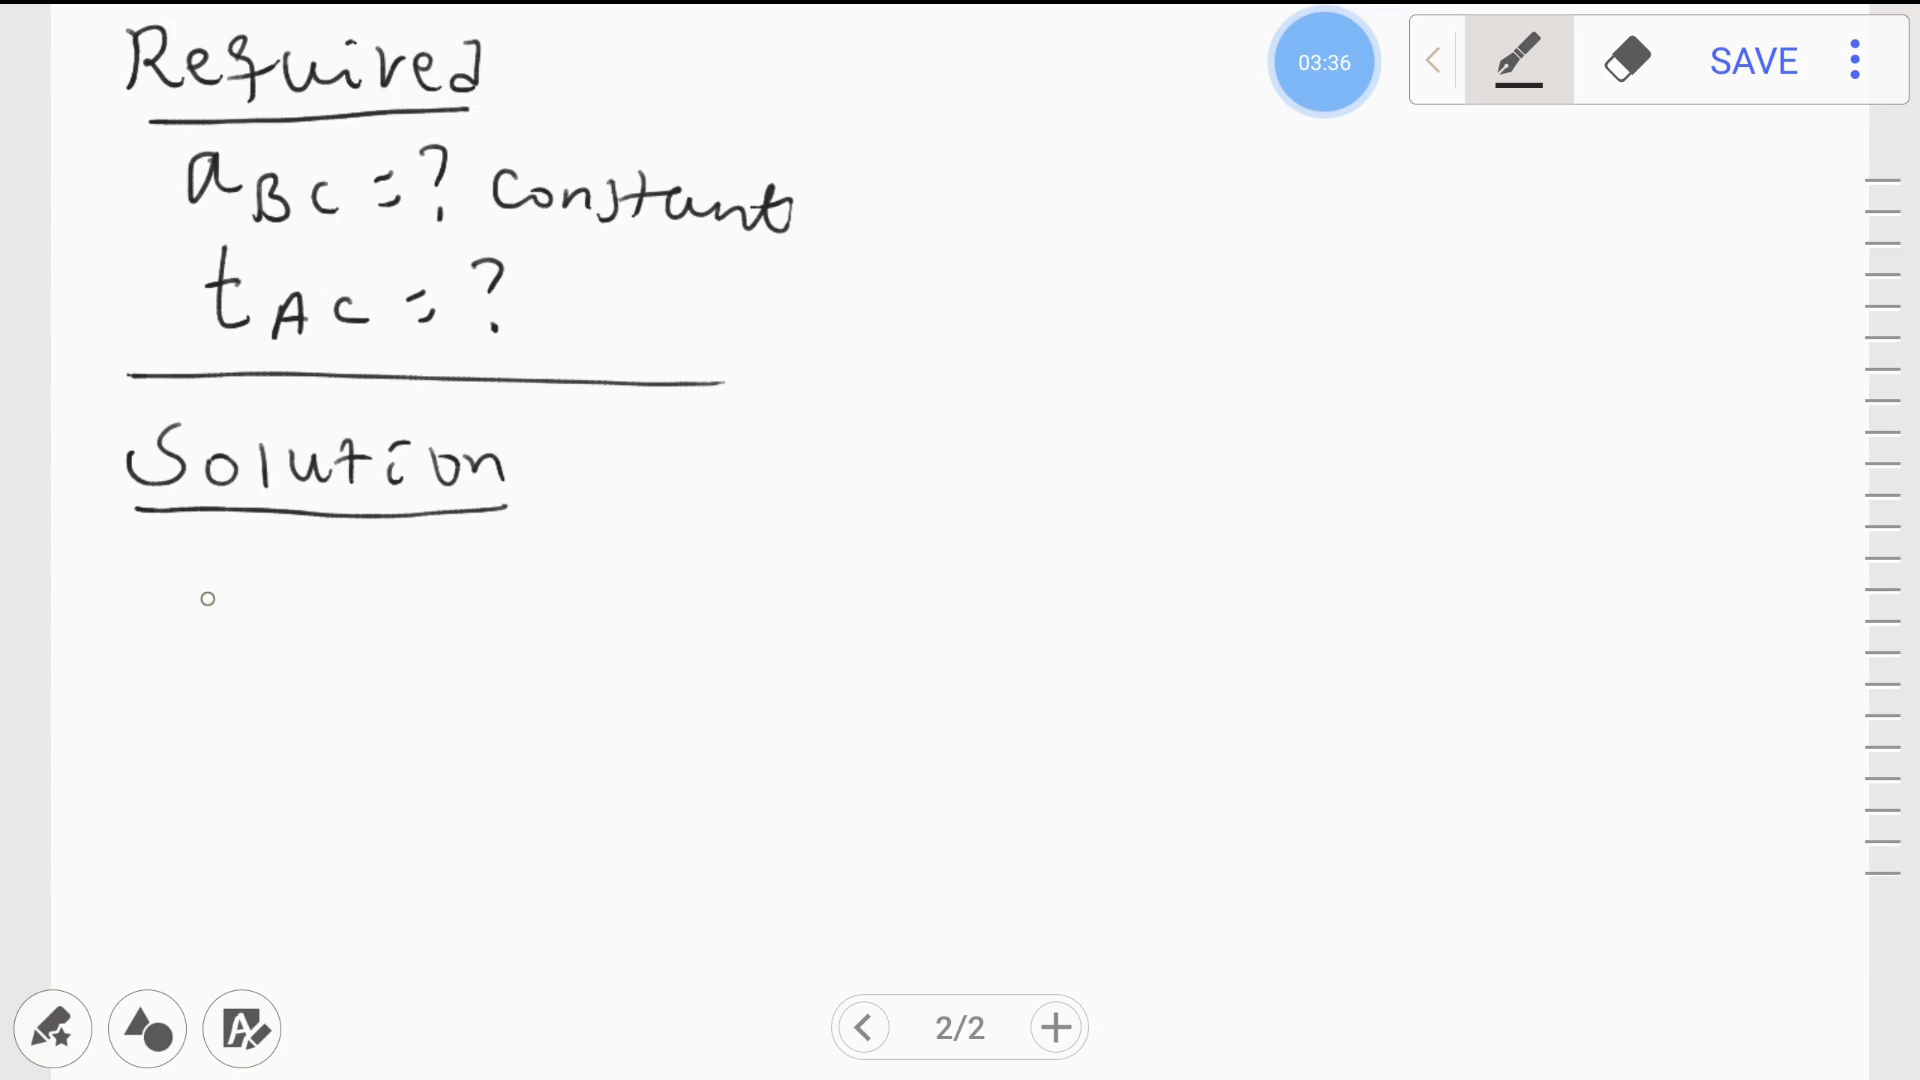 Required
03:36
SAVE
aBC = ? constant
tAC = ?
Solution
2/2